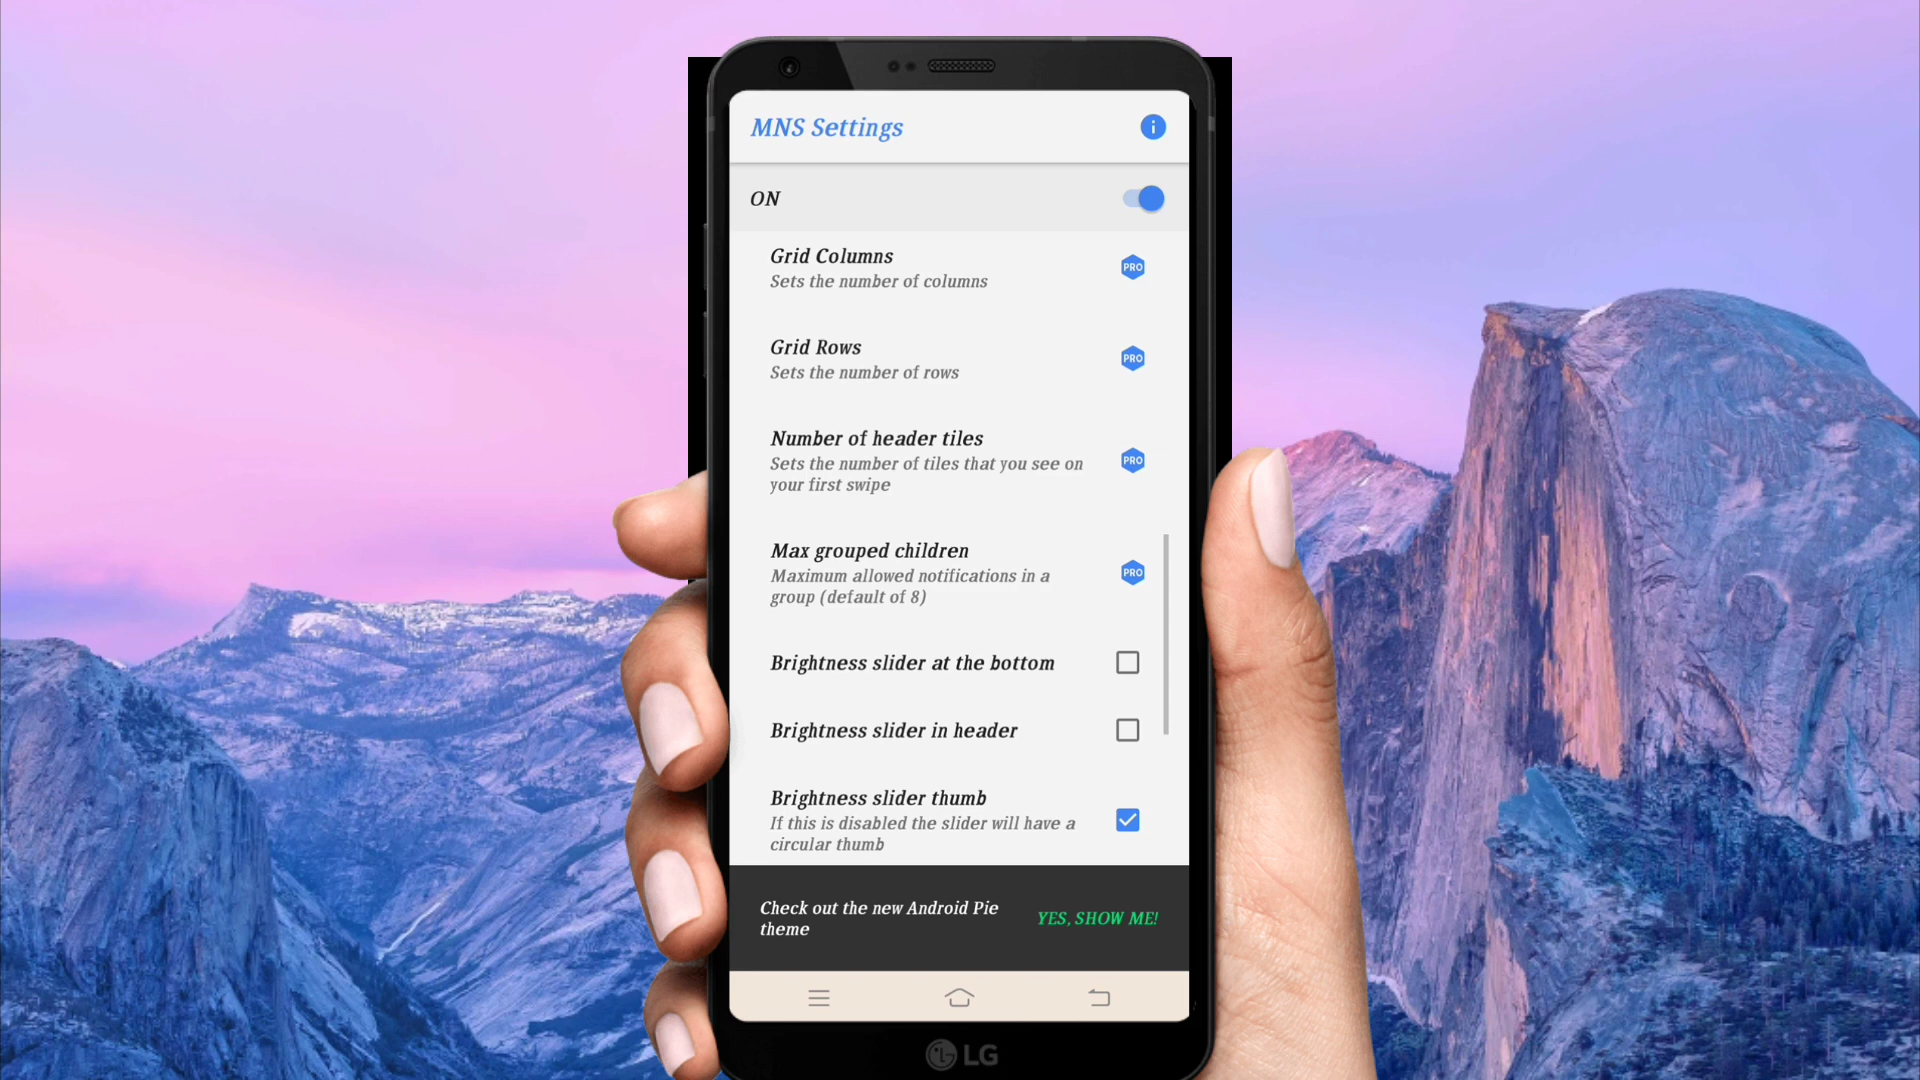 MNS Settings
ON
Grid Columns
Sets the number of columns
PRO
Grid Rows
Sets the number of rows
PRO
Number of header tiles
Sets the number of tiles that you see on
your first swipe
PRO
Max grouped children
Maximum allowed notifications in a
group (default of 8)
PRO
Brightness slider at the bottom
Brightness slider in header
Brightness slider thumb
If this is disabled the slider will have a
circular thumb
Check out the new Android Pie
theme
YES, SHOW ME!
LG